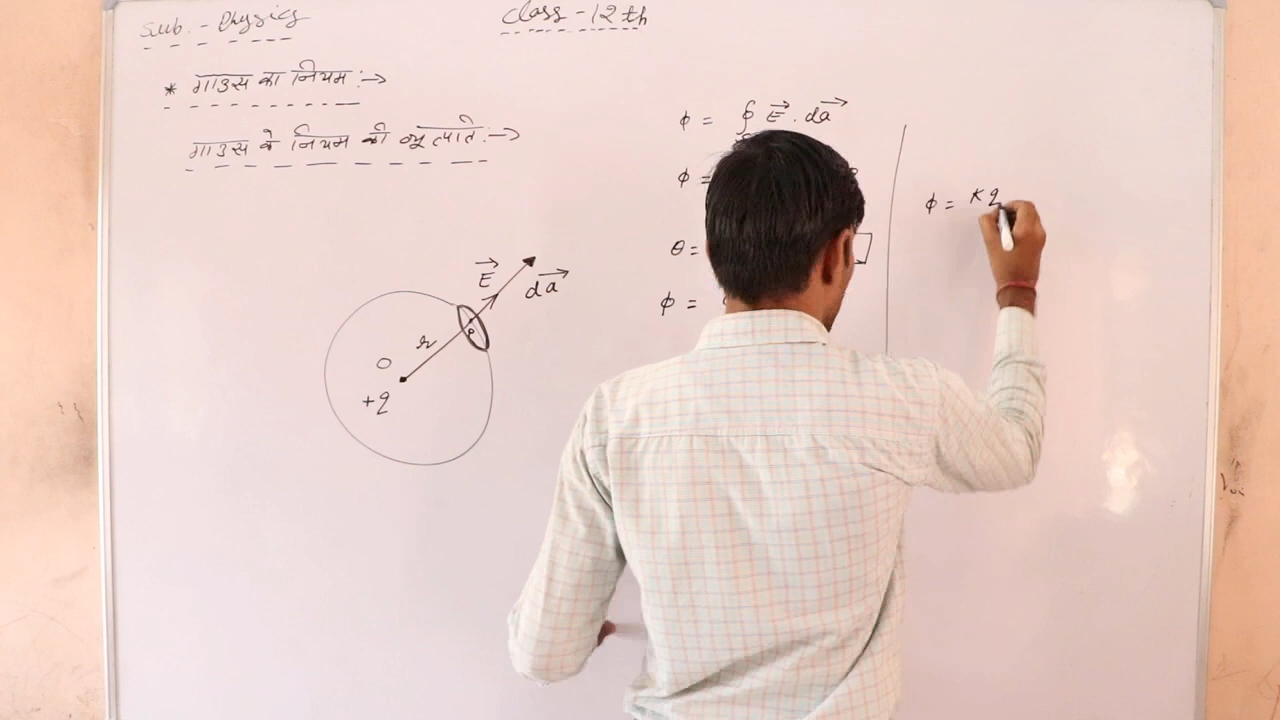 Sub. - Physics
Class - 12th
* गाउस का नियम :→
गाउस के नियम की व्यूत्पति :→
ϕ = ∮ E⃗ . da⃗
ϕ =
θ =
ϕ =
ϕ = Kq
E⃗
da⃗
r
P
O
+q